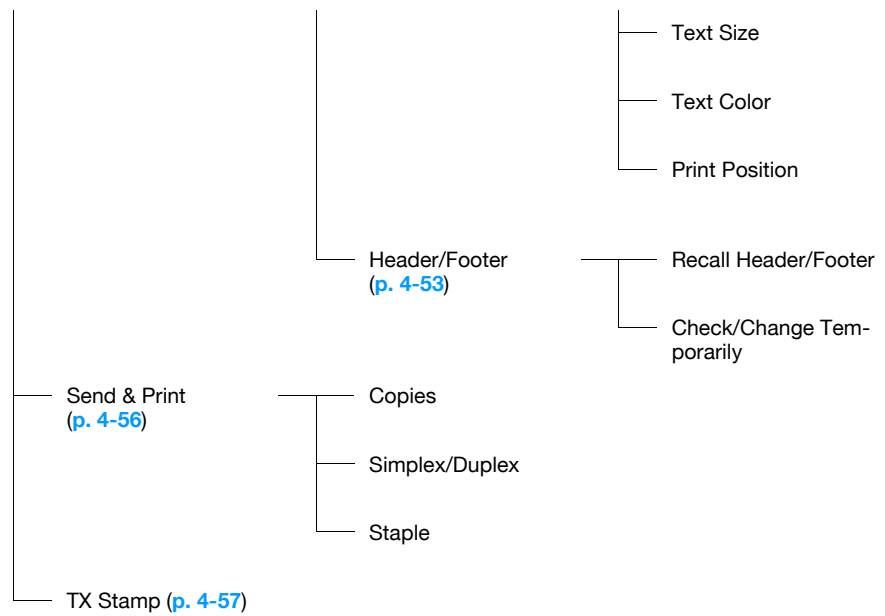 Text Size
Text Color
Print Position
Header/Footer
(p. 4-53)
Recall Header/Footer
Check/Change Tem-
porarily
Send & Print
(p. 4-56)
Copies
Simplex/Duplex
Staple
TX Stamp (p. 4-57)